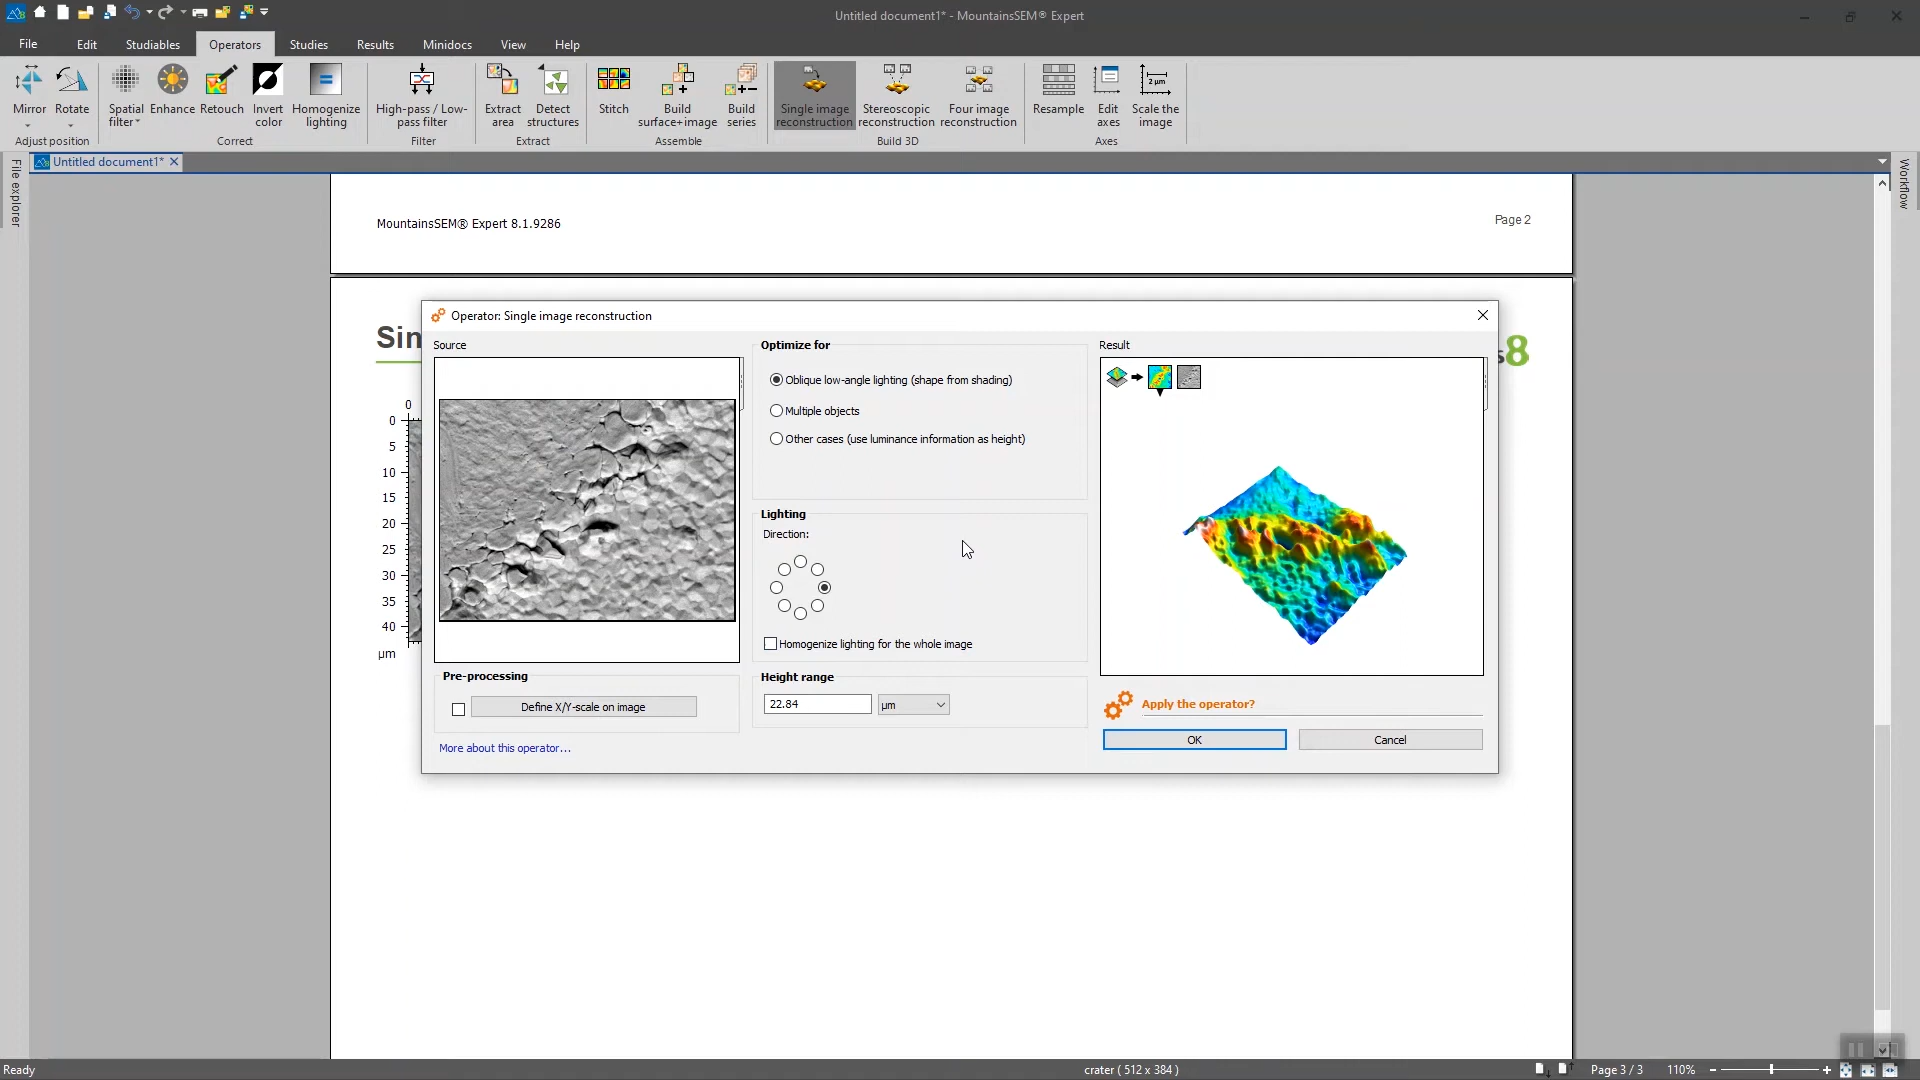 Untitled document1* - MountainsSEM® Expert
File Edit Studiables Operators Studies Results Minidocs View Help
Mirror Rotate Spatial filter Enhance Retouch Invert color Homogenize lighting High-pass / Low-pass filter Extract area Detect structures Stitch Build surface+image Build series Single image reconstruction Stereoscopic reconstruction Four image reconstruction Resample Edit axes Scale the image
2 µm
Adjust position Correct Filter Extract Assemble Build 3D Axes
Untitled document1*
File explorer
Workflow
MountainsSEM® Expert 8.1.9286
Page 2
Operator: Single image reconstruction
Sin
s8
Source
Optimize for
Result
Oblique low-angle lighting (shape from shading)
Multiple objects
Other cases (use luminance information as height)
0
0
5
10
15
20
25
30
35
40
µm
Lighting
Direction:
Homogenize lighting for the whole image
Pre-processing
Height range
Define X/Y-scale on image
22.84
µm
Apply the operator?
OK
Cancel
More about this operator...
Ready
crater ( 512 x 384 )
Page 3 / 3
110%